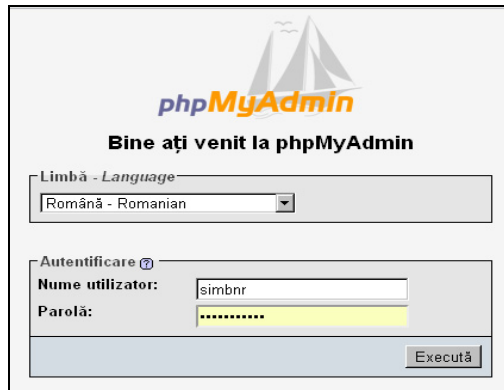 phpMyAdmin
Bine ați venit la phpMyAdmin
Limbă - Language
Română - Romanian
Autentificare ?
Nume utilizator: simbnr
Parolă: •••••••••••
Execută